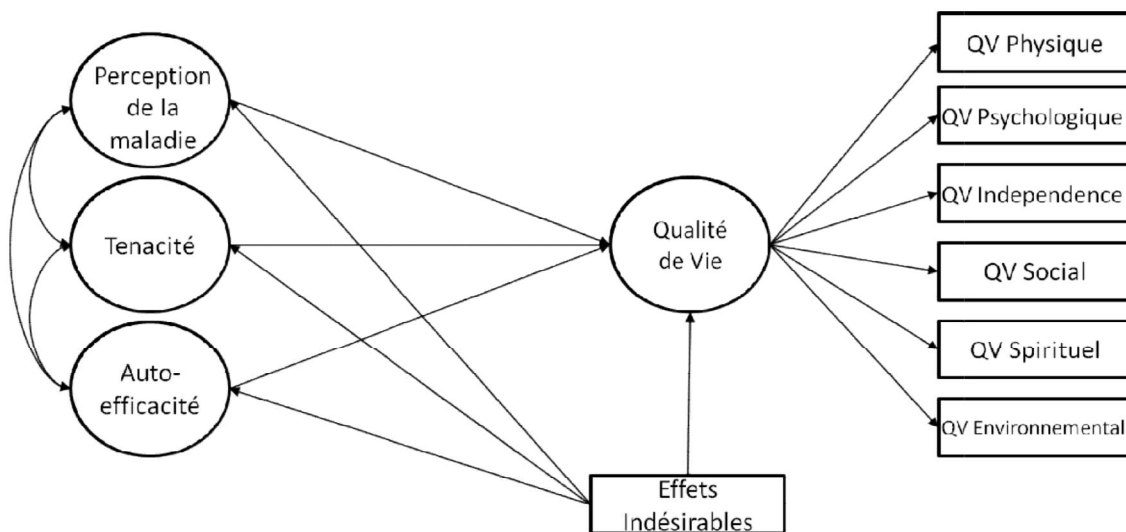 Perception
de la
maladie
Tenacité
Auto-
efficacité
Qualité
de Vie
Effets
Indésirables
QV Physique
QV Psychologique
QV Independence
QV Social
QV Spirituel
QV Environnemental